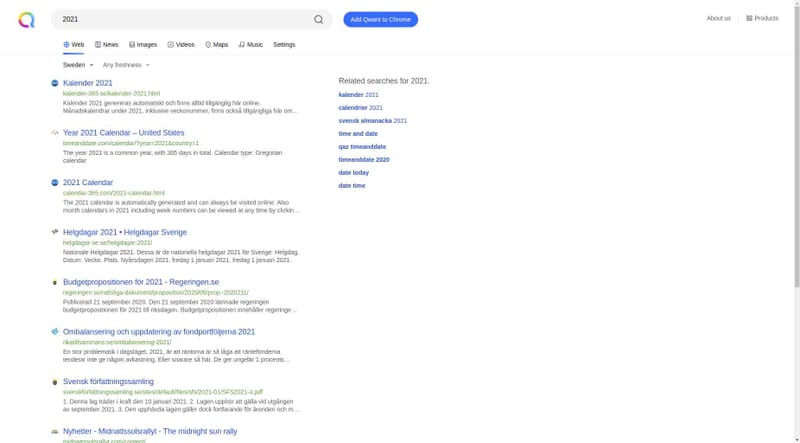 2021
Add Qwant to Chrome
About us
Products
Web
News
Images
Videos
Maps
Music
Settings
Sweden
Any freshness
Kalender 2021
kalender-365.se/kalender-2021.html
Kalender 2021 genereras automatiskt och finns alltid tillgänglig här online.
Månadskalendrar under 2021, inklusive veckonummer, finns också tillgängliga här om…
Year 2021 Calendar – United States
timeanddate.com/calendar/?year=2021&country=1
The year 2021 is a common year, with 365 days in total. Calendar type: Gregorian
calendar
2021 Calendar
calendar-365.com/2021-calendar.html
The 2021 calendar is automatically generated and can always be visited online. Also
month calendars in 2021 including week numbers can be viewed at any time by clickin…
Helgdagar 2021 • Helgdagar Sverige
helgdagar-se.se/helgdagar-2021/
Nationale Helgdagar 2021. Dessa är de nationella helgdagar 2021 för Sverige: Helgdag.
Datum. Vecka. Plats. Nyårsdagen 2021. fredag 1 januari 2021. fredag 1 januari 2021.
Budgetpropositionen för 2021 - Regeringen.se
regeringen.se/rattsliga-dokument/proposition/2020/09/prop.-2020211/
Publicerad 21 september 2020. Den 21 september 2020 lämnade regeringen
budgetpropositionen för 2021 till riksdagen. Budgetpropositionen innehåller regeringe…
Ombalansering och uppdatering av fondportföljerna 2021
rikatillsammans.se/ombalansering-2021/
En stor problematik i dagsläget, 2021, är att räntorna är så låga att räntefonderna
tenderar inte ge någon avkastning. Eller snarare så här. De ger ungefär 1 procents…
Svensk författningssamling
svenskforfattningssamling.se/sites/default/files/sfs/2021-01/SFS2021-4.pdf
1. Denna lag träder i kraft den 10 januari 2021. 2. Lagen upphör att gälla vid utgången
av september 2021. 3. Den upphävda lagen gäller dock fortfarande för ärenden och m…
Nyheter - Midnattssolsrallyt - The midnight sun rally
midnattssolsrallyt.com/content/
Related searches for 2021.
kalender 2021
calendrier 2021
svensk almanacka 2021
time and date
qaz timeanddate
timeanddate 2020
date today
date time